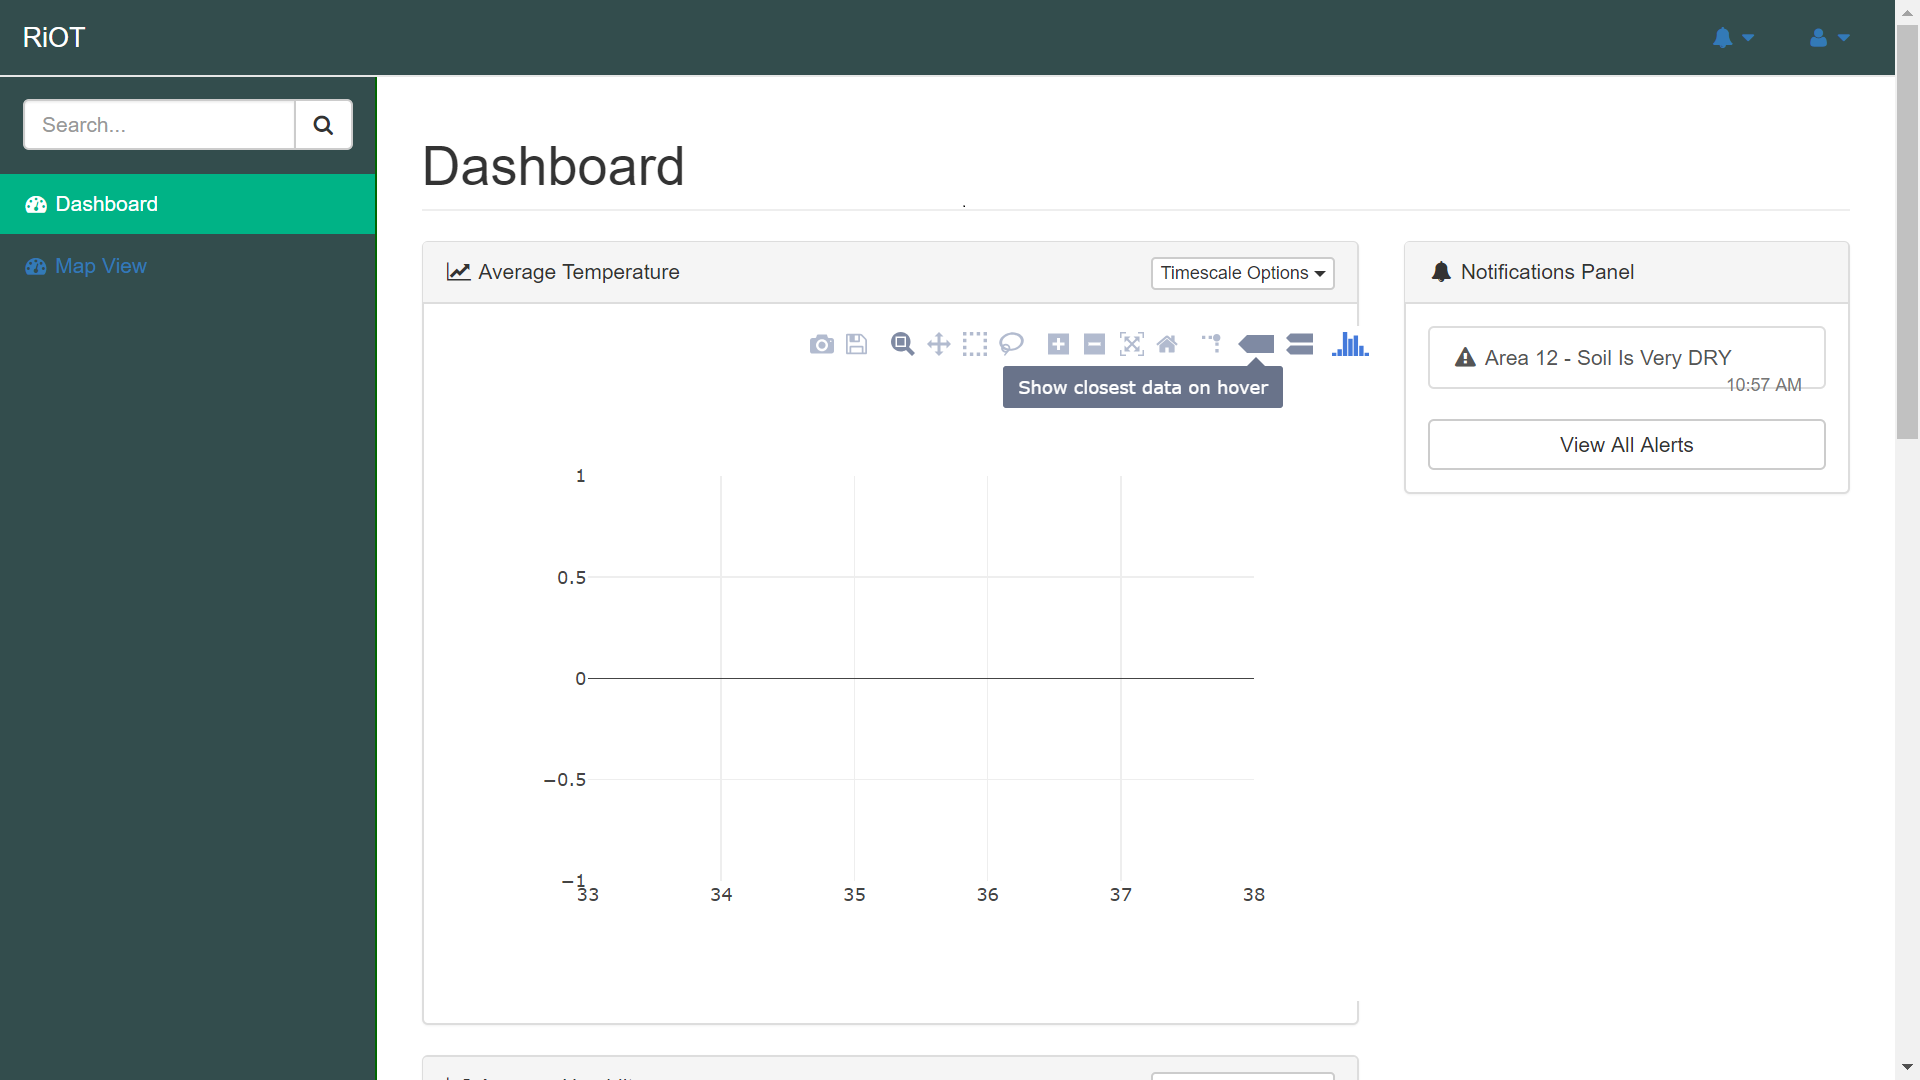 RiOT
Search...
Dashboard
Map View
Dashboard
Average Temperature
Timescale Options
Show closest data on hover
1
0.5
0
−0.5
−1
33 34 35 36 37 38
Notifications Panel
Area 12 - Soil Is Very DRY
10:57 AM
View All Alerts